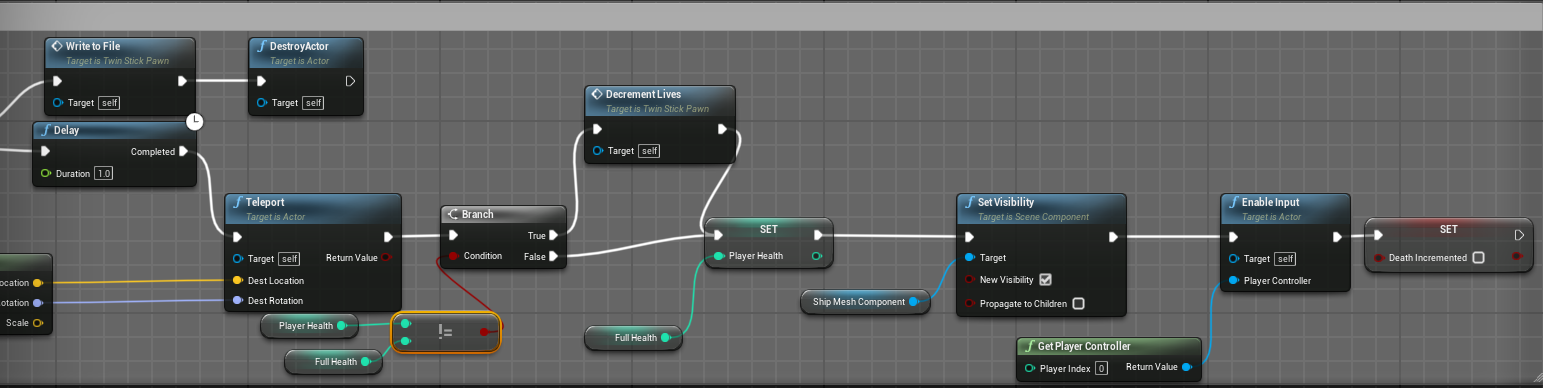 Write to File
Target is Twin Stick Pawn
Target self
DestroyActor
Target is Actor
Target self
Delay
Completed
Duration 1.0
Decrement Lives
Target is Twin Stick Pawn
Target self
Teleport
Target is Actor
Target self Return Value
Dest Location
Dest Rotation
Branch
True
Condition False
SET
Player Health
Set Visibility
Target is Scene Component
Target
New Visibility
Propagate to Children
Enable Input
Target is Actor
Target self
Player Controller
SET
Death Incremented
ocation
otation
Scale
Player Health
Full Health
!=
Full Health
Ship Mesh Component
Get Player Controller
Player Index 0 Return Value